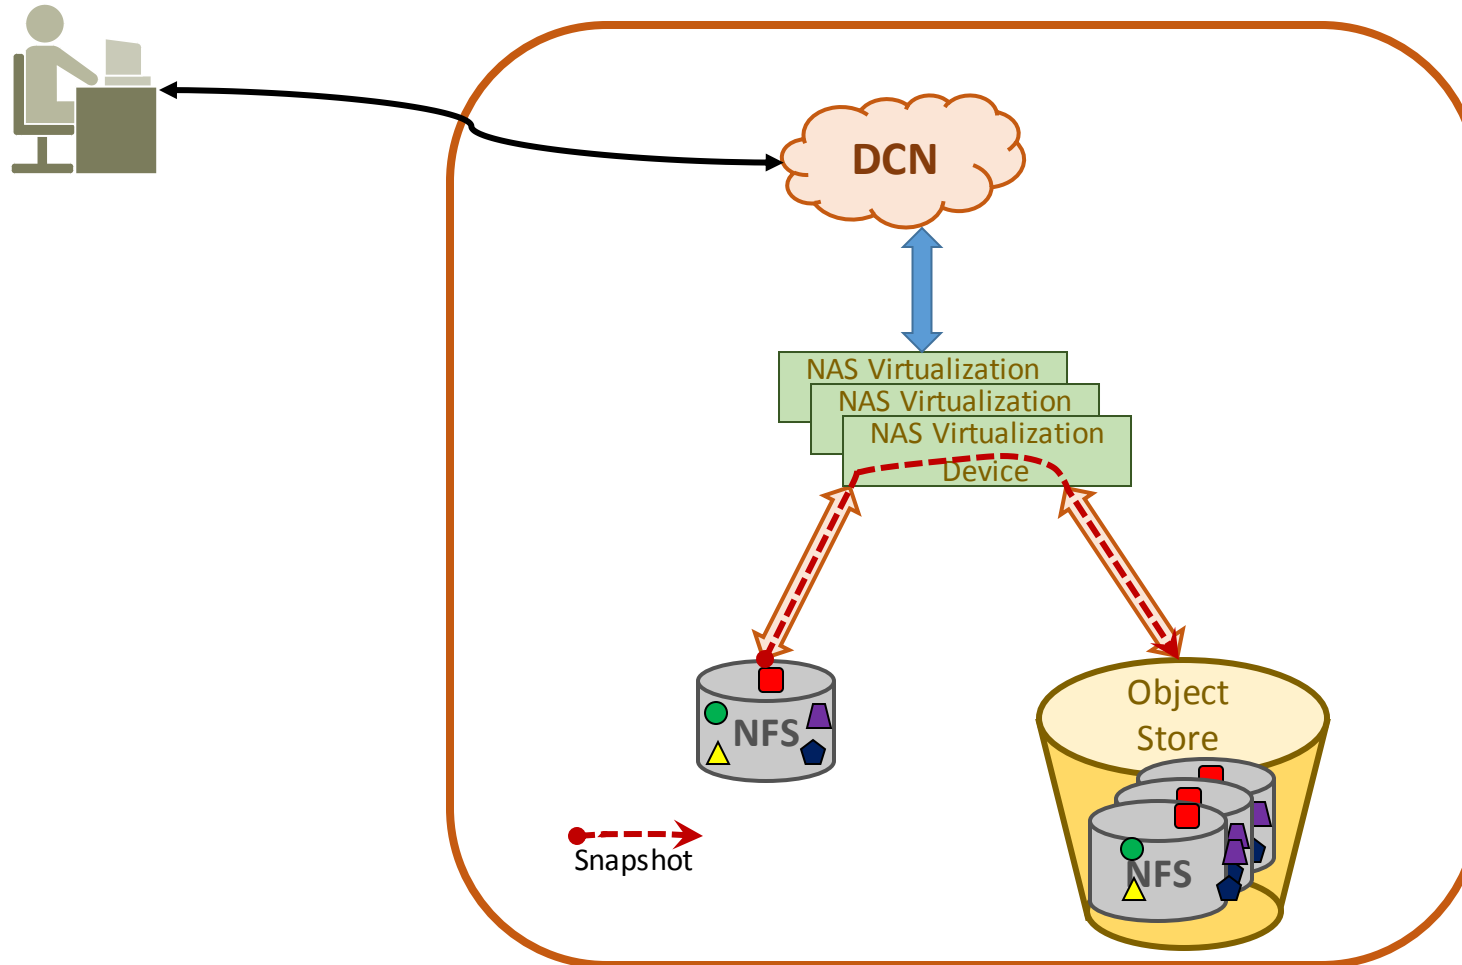 DCN
NAS Virtualization
NAS Virtualization
NAS Virtualization
Device
NFS
Object
Store
NFS
Snapshot